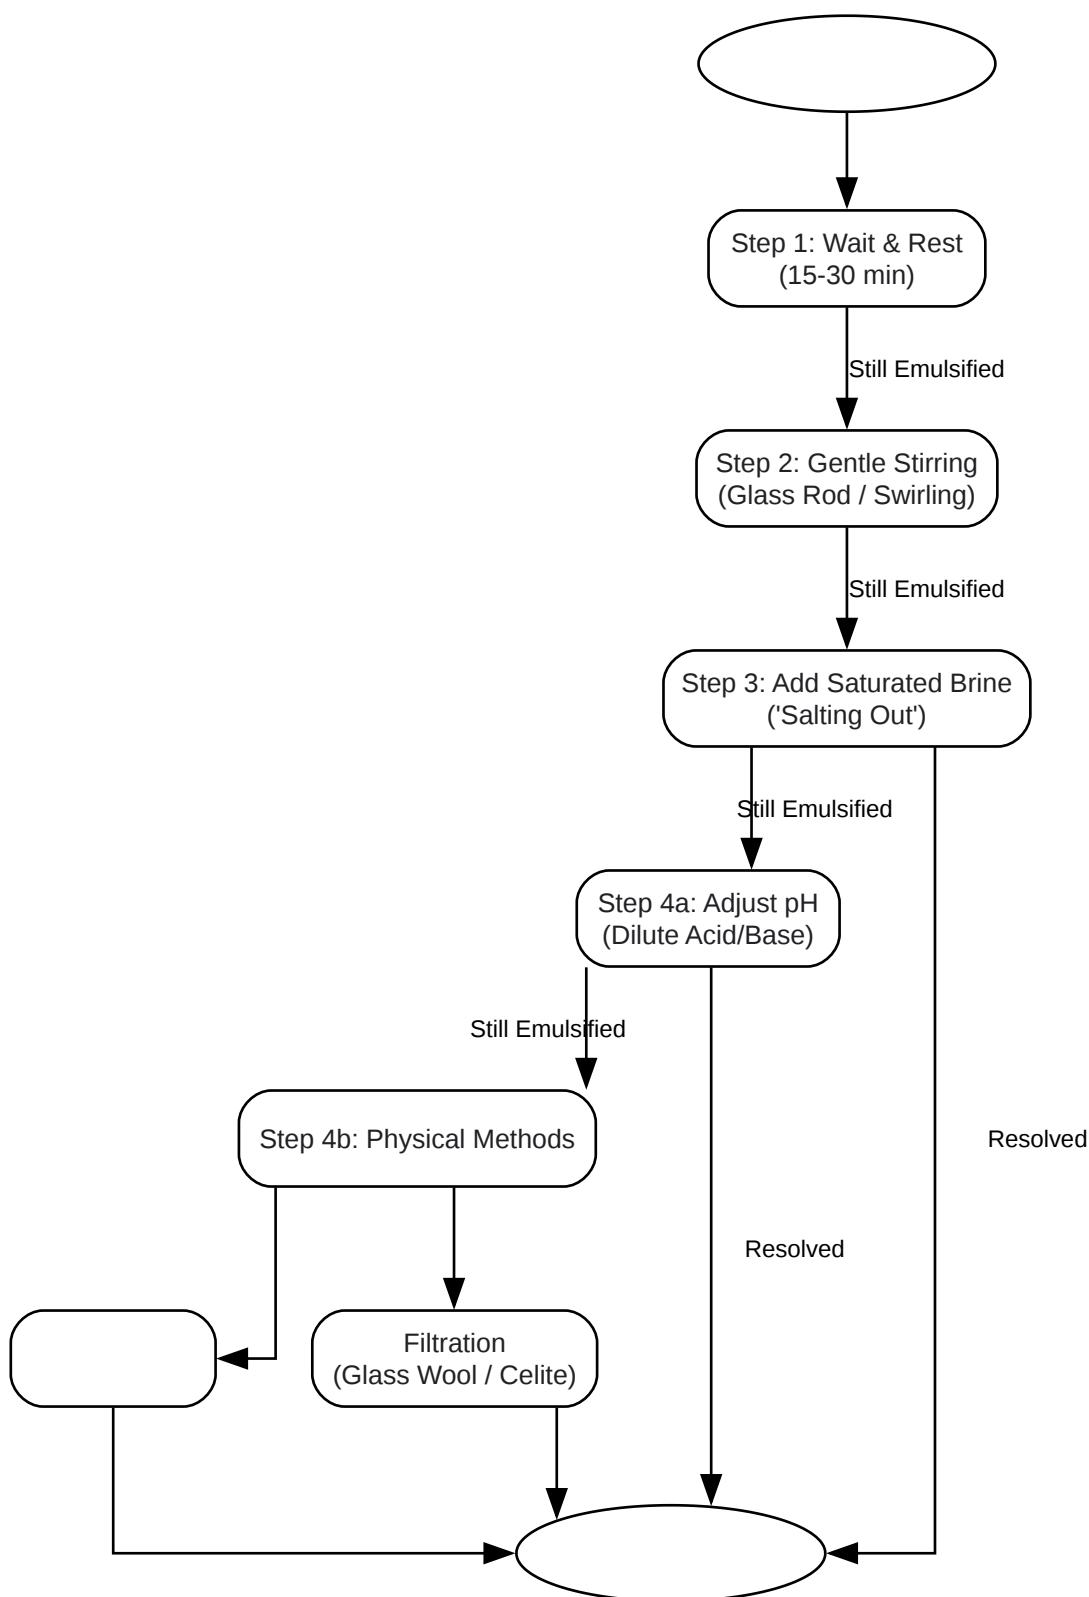 Step 1: Wait & Rest
(15-30 min)
Still Emulsified
Step 2: Gentle Stirring
(Glass Rod / Swirling)
Still Emulsified
Step 3: Add Saturated Brine
('Salting Out')
Still Emulsified
Step 4a: Adjust pH
(Dilute Acid/Base)
Still Emulsified
Step 4b: Physical Methods
Resolved
Resolved
Filtration
(Glass Wool / Celite)